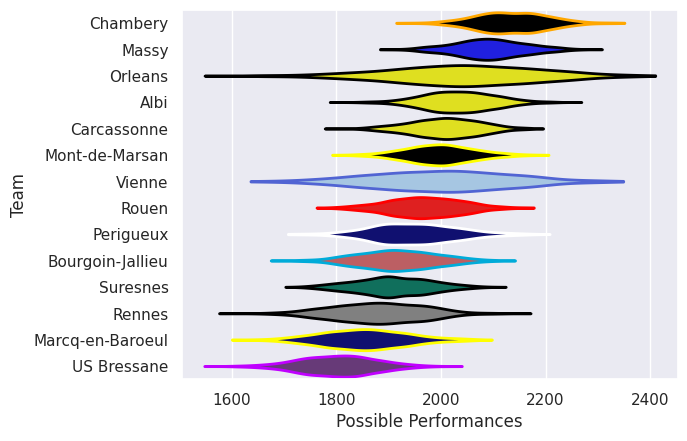 Chambery
Massy
Orleans
Albi
Carcassonne
Mont-de-Marsan
Vienne
Rouen
Perigueux
Bourgoin-Jallieu
Suresnes
Rennes
Marcq-en-Baroeul
US Bressane
Team
1600 1800 2000 2200 2400
Possible Performances